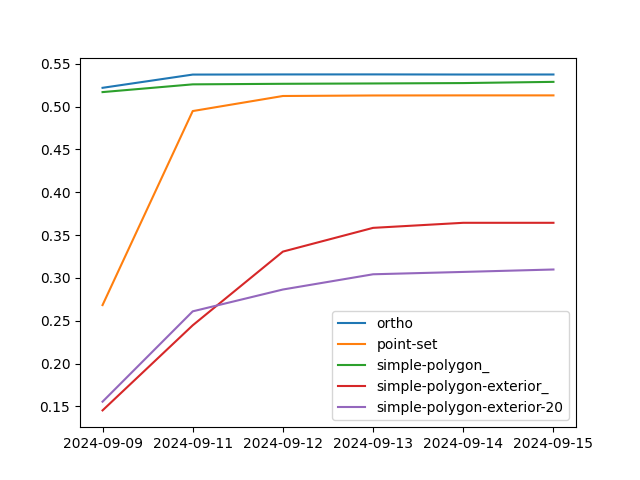 0.55
0.50
0.45
0.40
0.35
0.30
0.25
0.20
0.15
ortho
point-set
simple-polygon_
simple-polygon-exterior_
simple-polygon-exterior-20
2024-09-09 2024-09-11 2024-09-12 2024-09-13 2024-09-14 2024-09-15